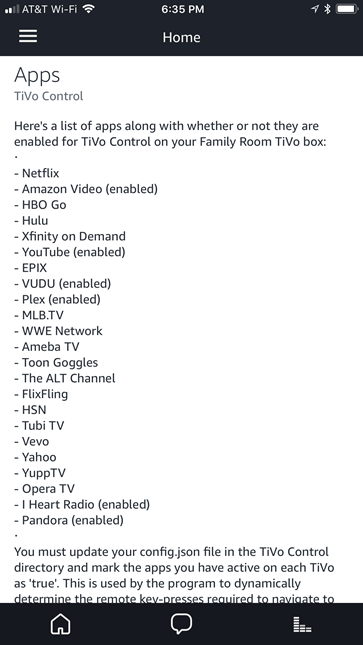 AT&T Wi-Fi 6:35 PM
Home
Apps
TiVo Control
Here's a list of apps along with whether or not they are
enabled for TiVo Control on your Family Room TiVo box:
.
- Netflix
- Amazon Video (enabled)
- HBO Go
- Hulu
- Xfinity on Demand
- YouTube (enabled)
- EPIX
- VUDU (enabled)
- Plex (enabled)
- MLB.TV
- WWE Network
- Ameba TV
- Toon Goggles
- The ALT Channel
- FlixFling
- HSN
- Tubi TV
- Vevo
- Yahoo
- YuppTV
- Opera TV
- I Heart Radio (enabled)
- Pandora (enabled)
.
You must update your config.json file in the TiVo Control
directory and mark the apps you have active on each TiVo
as 'true'. This is used by the program to dynamically
determine the remote key-presses required to navigate to